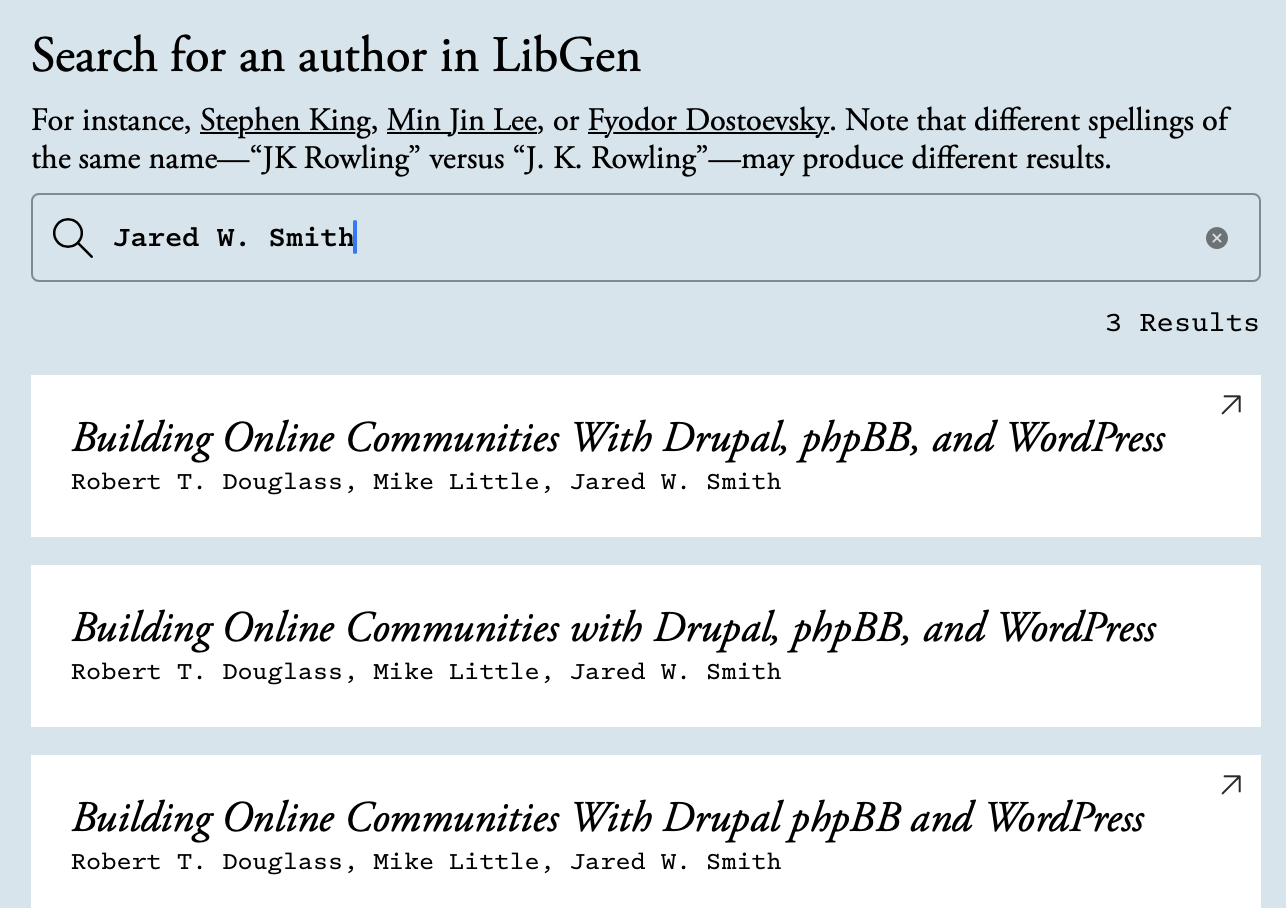 Search for an author in LibGen
For instance, Stephen King, Min Jin Lee, or Fyodor Dostoevsky. Note that different spellings of
the same name—“JK Rowling” versus “J. K. Rowling”—may produce different results.
Jared W. Smith
3 Results
Building Online Communities With Drupal, phpBB, and WordPress
Robert T. Douglass, Mike Little, Jared W. Smith
Building Online Communities with Drupal, phpBB, and WordPress
Robert T. Douglass, Mike Little, Jared W. Smith
Building Online Communities With Drupal phpBB and WordPress
Robert T. Douglass, Mike Little, Jared W. Smith